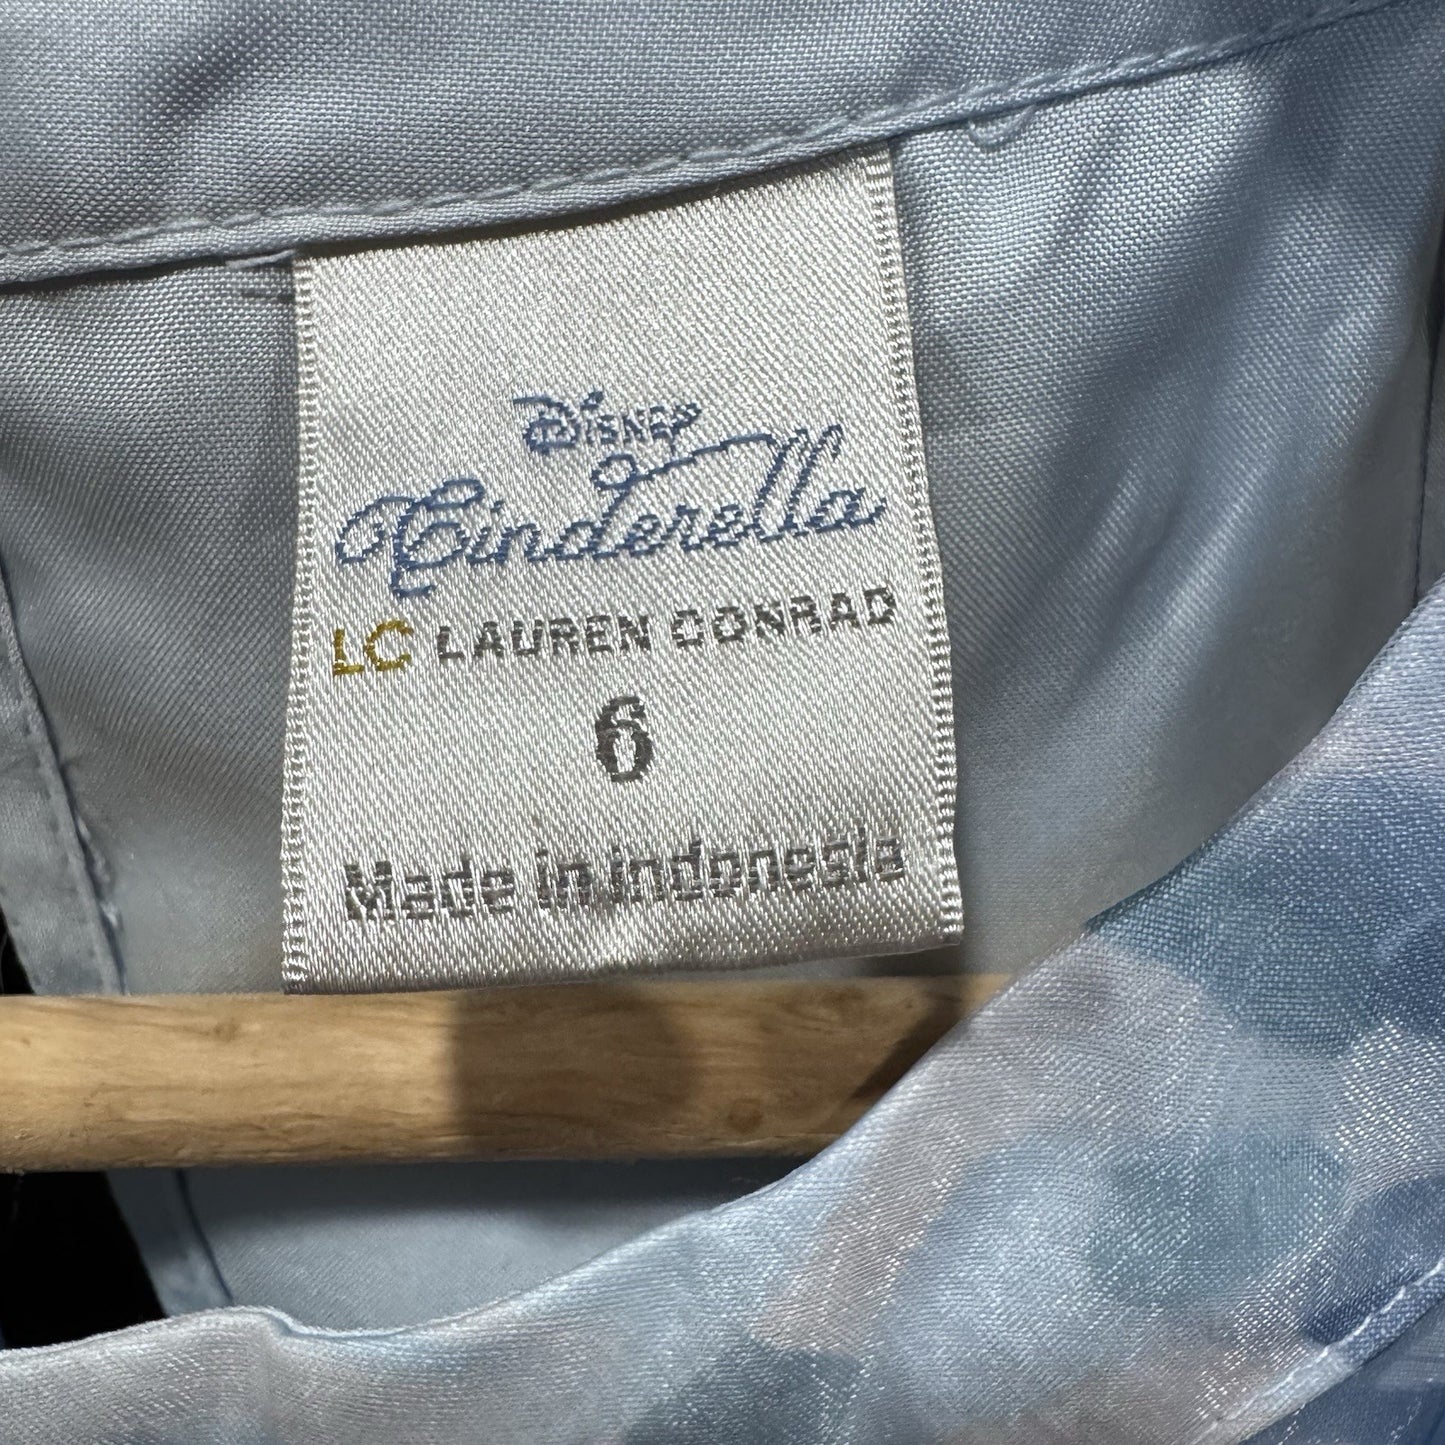 Disney
Cinderella
LC LAUREN CONRAD
6
Made in Indonesia